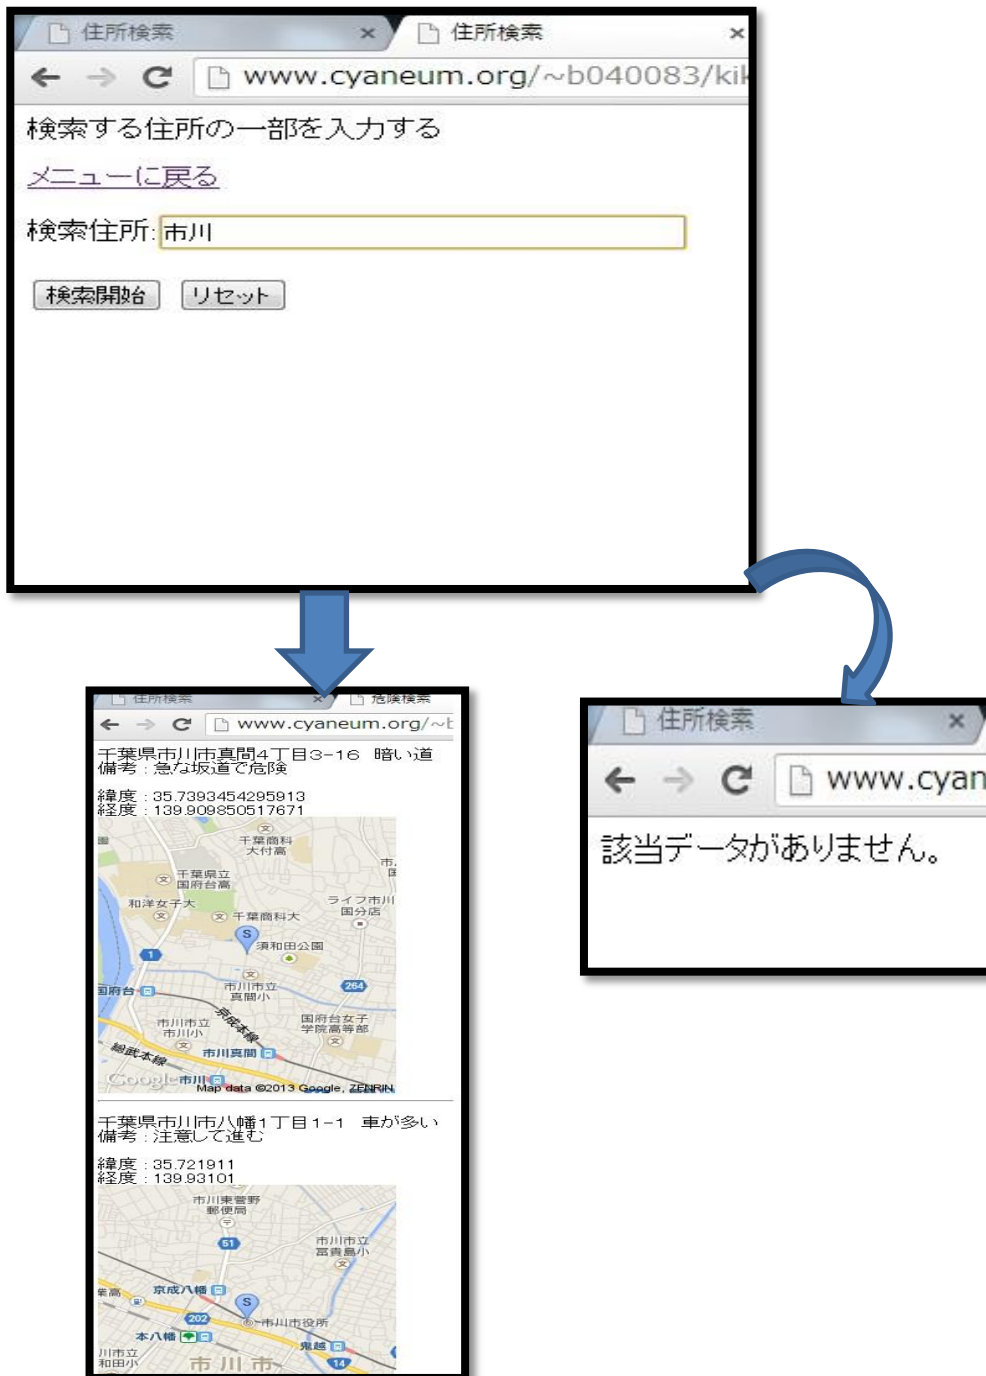 住所検索 × 住所検索 ×
www.cyaneum.org/~b040083/kik
検索する住所の一部を入力する
メニューに戻る
検索住所:市川
検索開始 リセット
住所検索 × 危険検索
www.cyaneum.org/~b
千葉県市川市真間4丁目3-16 暗い道
備考:急な坂道で危険
緯度:35.7393454295913
経度:139.909850517671
千葉商科
大付高
千葉県立
国府台高
和洋女子大
ライフ市川
国分店
千葉商科大
S
須和田公園
1
市川市立
真間小
264
国府台
国府台女子
学院高等部
市川市立
市川小
京成本線
総武本線
市川真間
Google
市川
Map data ©2013 Google, ZENRIN
千葉県市川市八幡1丁目1-1 車が多い
備考:注意して進む
緯度:35.721911
経度:139.93101
市川東菅野
郵便局
51
市川市立
冨貴島小
京成八幡
S
202
市川市役所
本八幡
鬼越
川市立
和田小
市川市
14
住所検索 ×
www.cyan
該当データがありません。